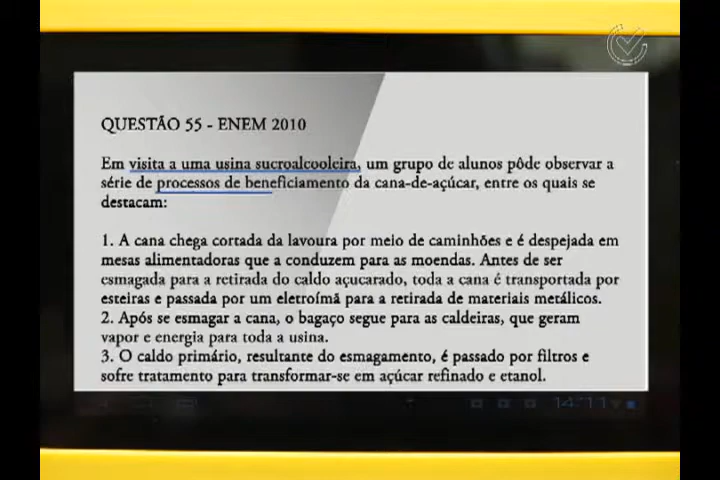 QUESTÃO 55 - ENEM 2010
Em visita a uma usina sucroalcooleira, um grupo de alunos pôde observar a
série de processos de beneficiamento da cana-de-açúcar, entre os quais se
destacam:
1. A cana chega cortada da lavoura por meio de caminhões e é despejada em
mesas alimentadoras que a conduzem para as moendas. Antes de ser
esmagada para a retirada do caldo açucarado, toda a cana é transportada por
esteiras e passada por um eletroímã para a retirada de materiais metálicos.
2. Após se esmagar a cana, o bagaço segue para as caldeiras, que geram
vapor e energia para toda a usina.
3. O caldo primário, resultante do esmagamento, é passado por filtros e
sofre tratamento para transformar-se em açúcar refinado e etanol.
14:11